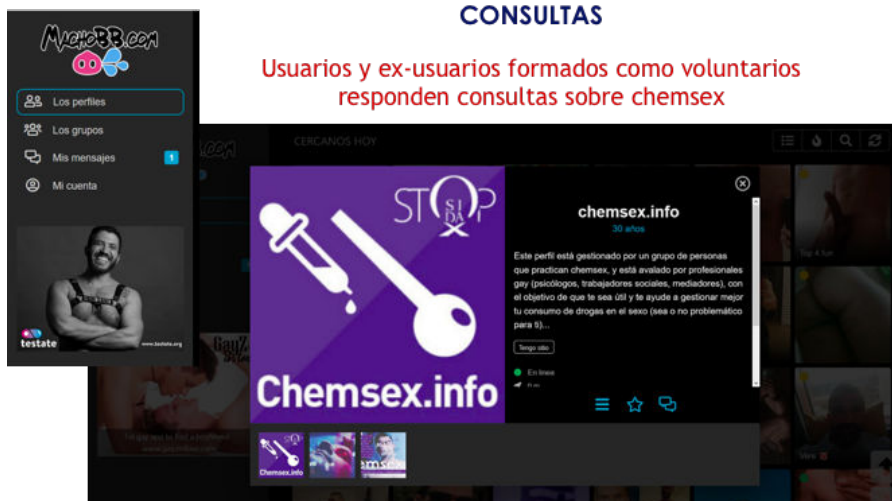 CONSULTAS
Usuarios y ex-usuarios formados como voluntarios
responden consultas sobre chemsex
MACHOBB.COM
Los perfiles
Los grupos
Mis mensajes
1
Mi cuenta
testate
www.testate.org
CERCANOS HOY
STOP
SIDA
Chemsex.info
chemsex.info
30 años
Este perfil está gestionado por un grupo de personas
que practican chemsex, y está avalado por profesionales
gay (psicólogos, trabajadores sociales, mediadores), con
el objetivo de que te sea útil y te ayude a gestionar mejor
tu consumo de drogas en el sexo (sea o no problemático
para ti)...
Tengo sitio
En línea
Top 4 fun
Chemsex.info